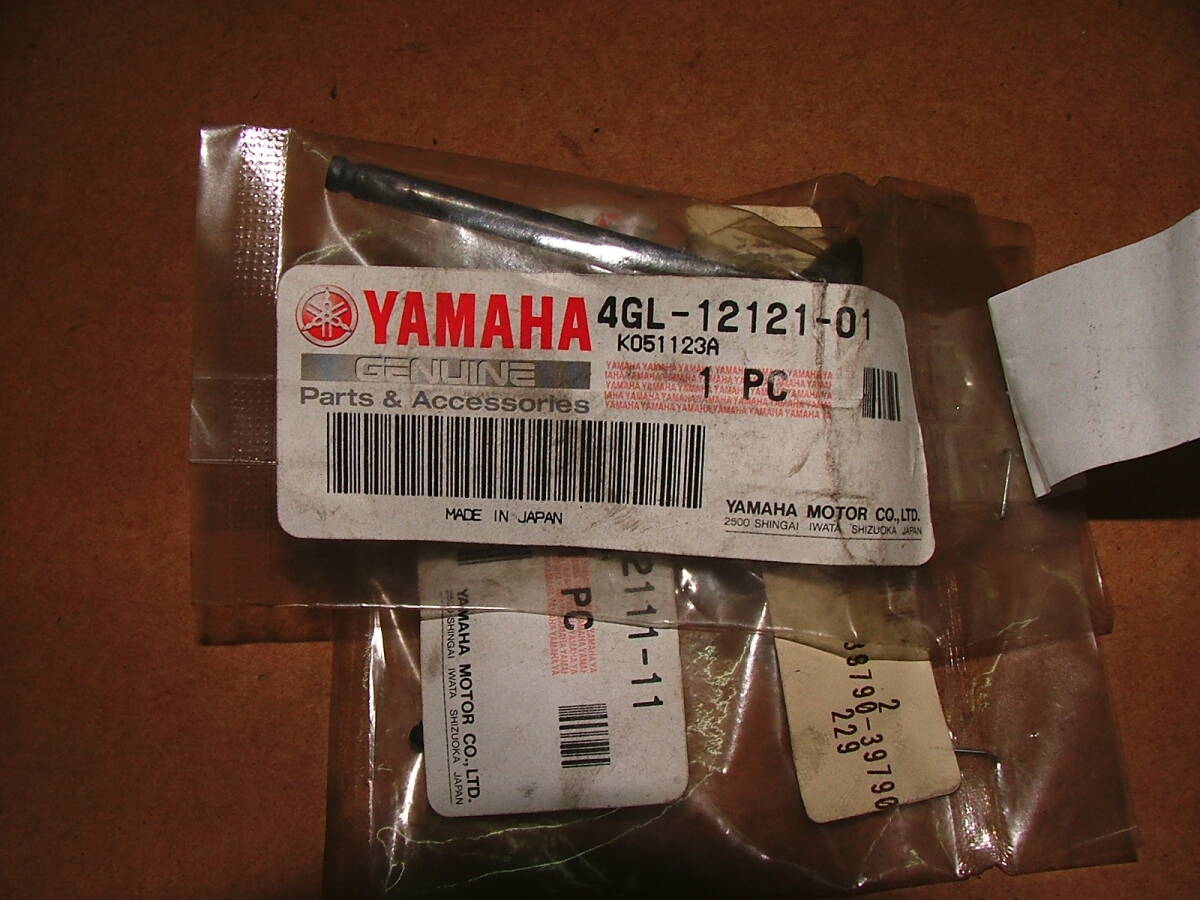 YAMAHA 4GL-12121-01
K051123A
GENUINE
1 PC
Parts & Accessories
MADE IN JAPAN
YAMAHA MOTOR CO., LTD.
2500 SHINGAI IWATA SHIZUOKA JAPAN
2111-11
PC
YAMAHA MOTOR CO., LTD.
2500 SHINGAI IWATA SHIZUOKA JAPAN
2
39790
229